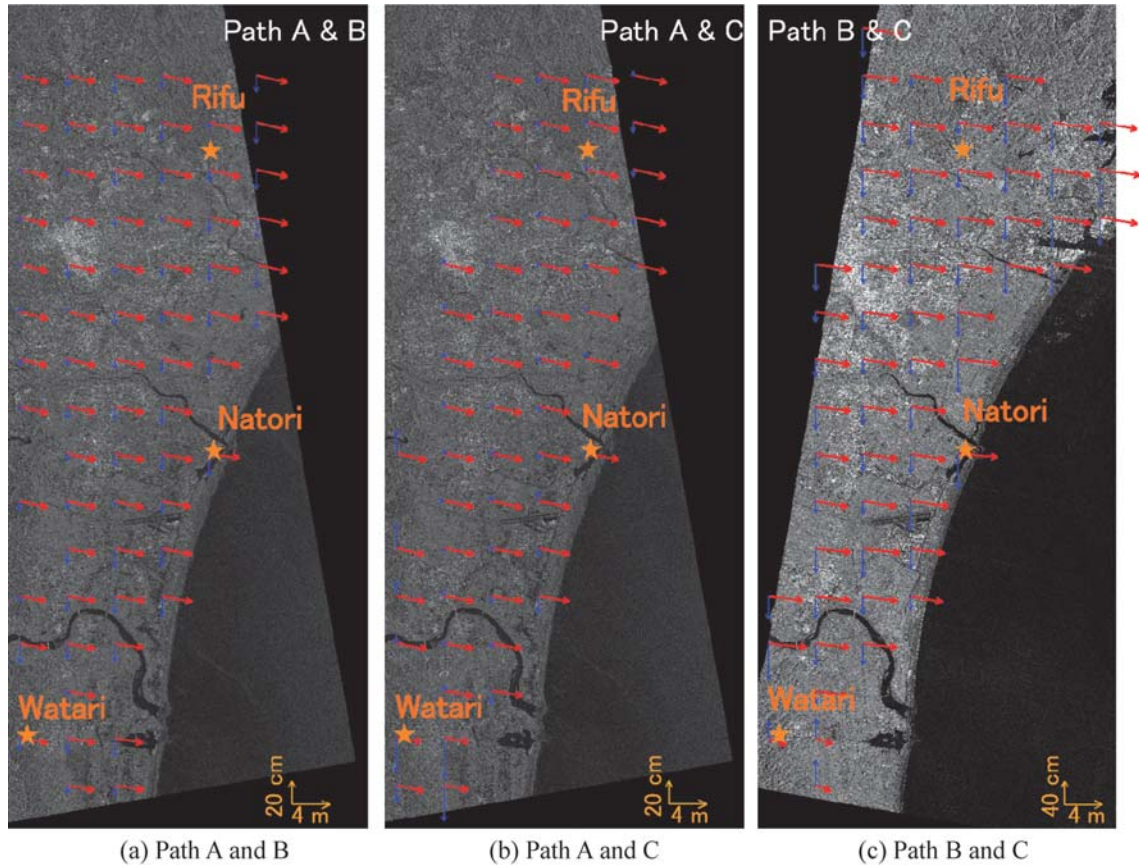 Path A & B
Rifu
Natori
Watari
20 cm
4 m
(a) Path A and B
Path A & C
Rifu
Natori
Watari
20 cm
4 m
(b) Path A and C
Path B & C
Rifu
Natori
Watari
40 cm
4 m
(c) Path B and C